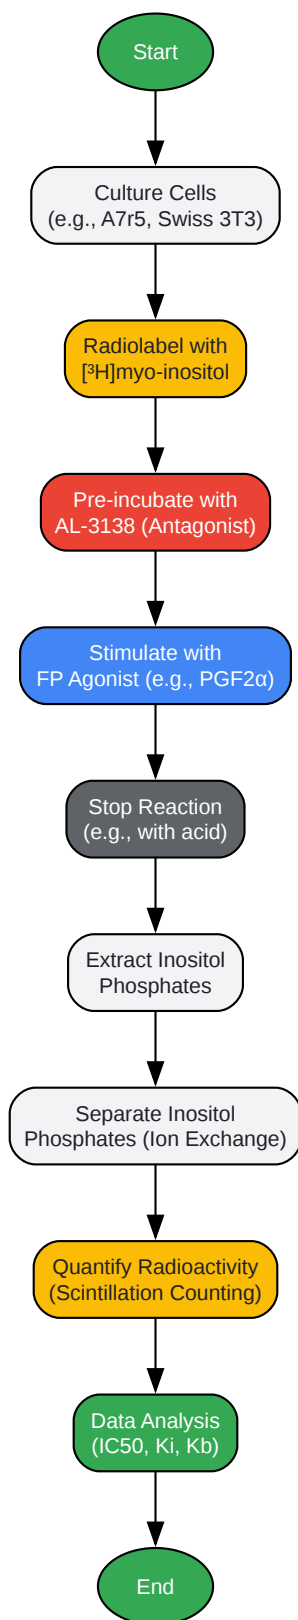 Start
Culture Cells
(e.g., A7r5, Swiss 3T3)
Radiolabel with
[³H]myo-inositol
Pre-incubate with
AL-3138 (Antagonist)
Stimulate with
FP Agonist (e.g., PGF2α)
Stop Reaction
(e.g., with acid)
Extract Inositol
Phosphates
Separate Inositol
Phosphates (Ion Exchange)
Quantify Radioactivity
(Scintillation Counting)
Data Analysis
(IC50, Ki, Kb)
End